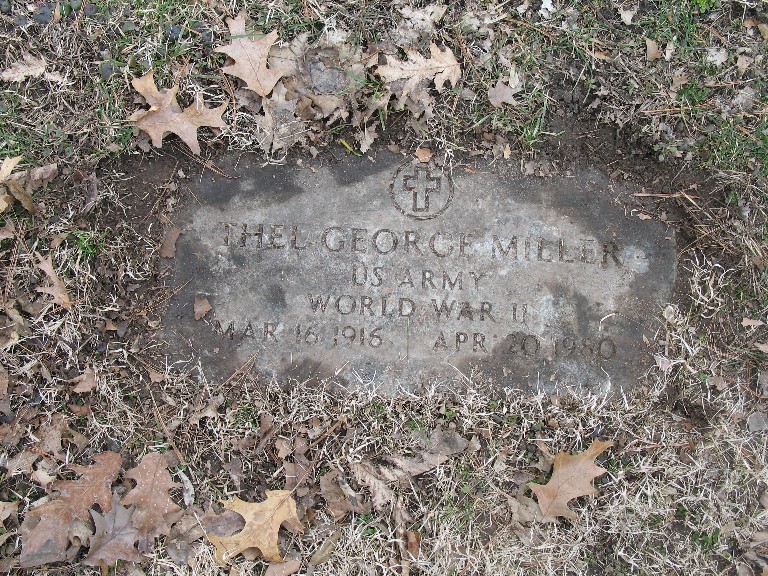 THEL GEORGE MILLER
US ARMY
WORLD WAR II
MAR 16 1916 APR 20 1980